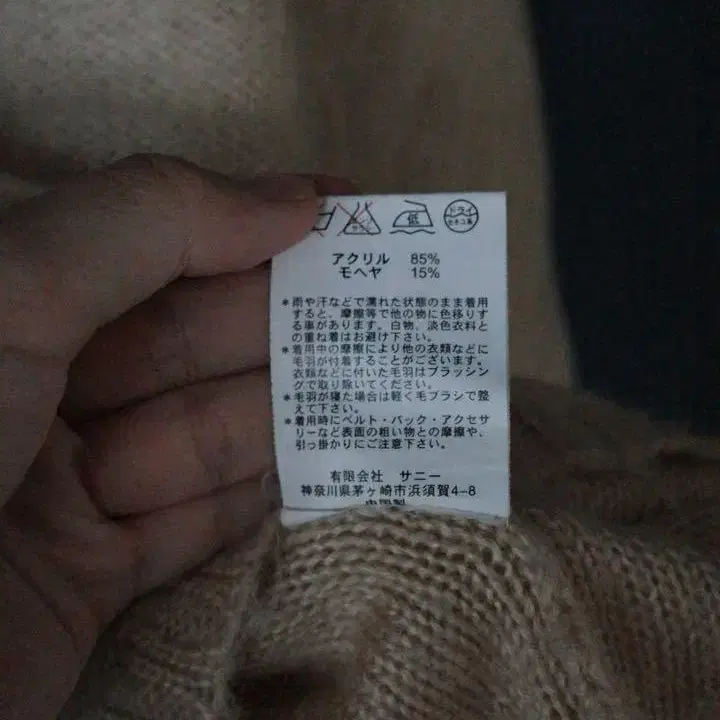 低 ドライ
アクリル 85%
モヘヤ 15%
*雨や汗などで濡れた状態のまま着用
すると、摩擦等で他の物に色移りす
る事があります。白物、淡色衣料と
の重ね着はお避け下さい。
*着用中の摩擦により他の衣類などに
毛羽が付着することがございます。
衣類などに付いた毛羽はブラッシン
グで取り除いてください。
*毛羽が寝た場合は軽く毛ブラシで整
えて下さい。
*着用時にベルト・バック・アクセサ
リーなど表面の粗い物との摩擦や、
引っ掛かりにご注意下さい。
有限会社 サニー
神奈川県茅ヶ崎市浜須賀4-8
中国製